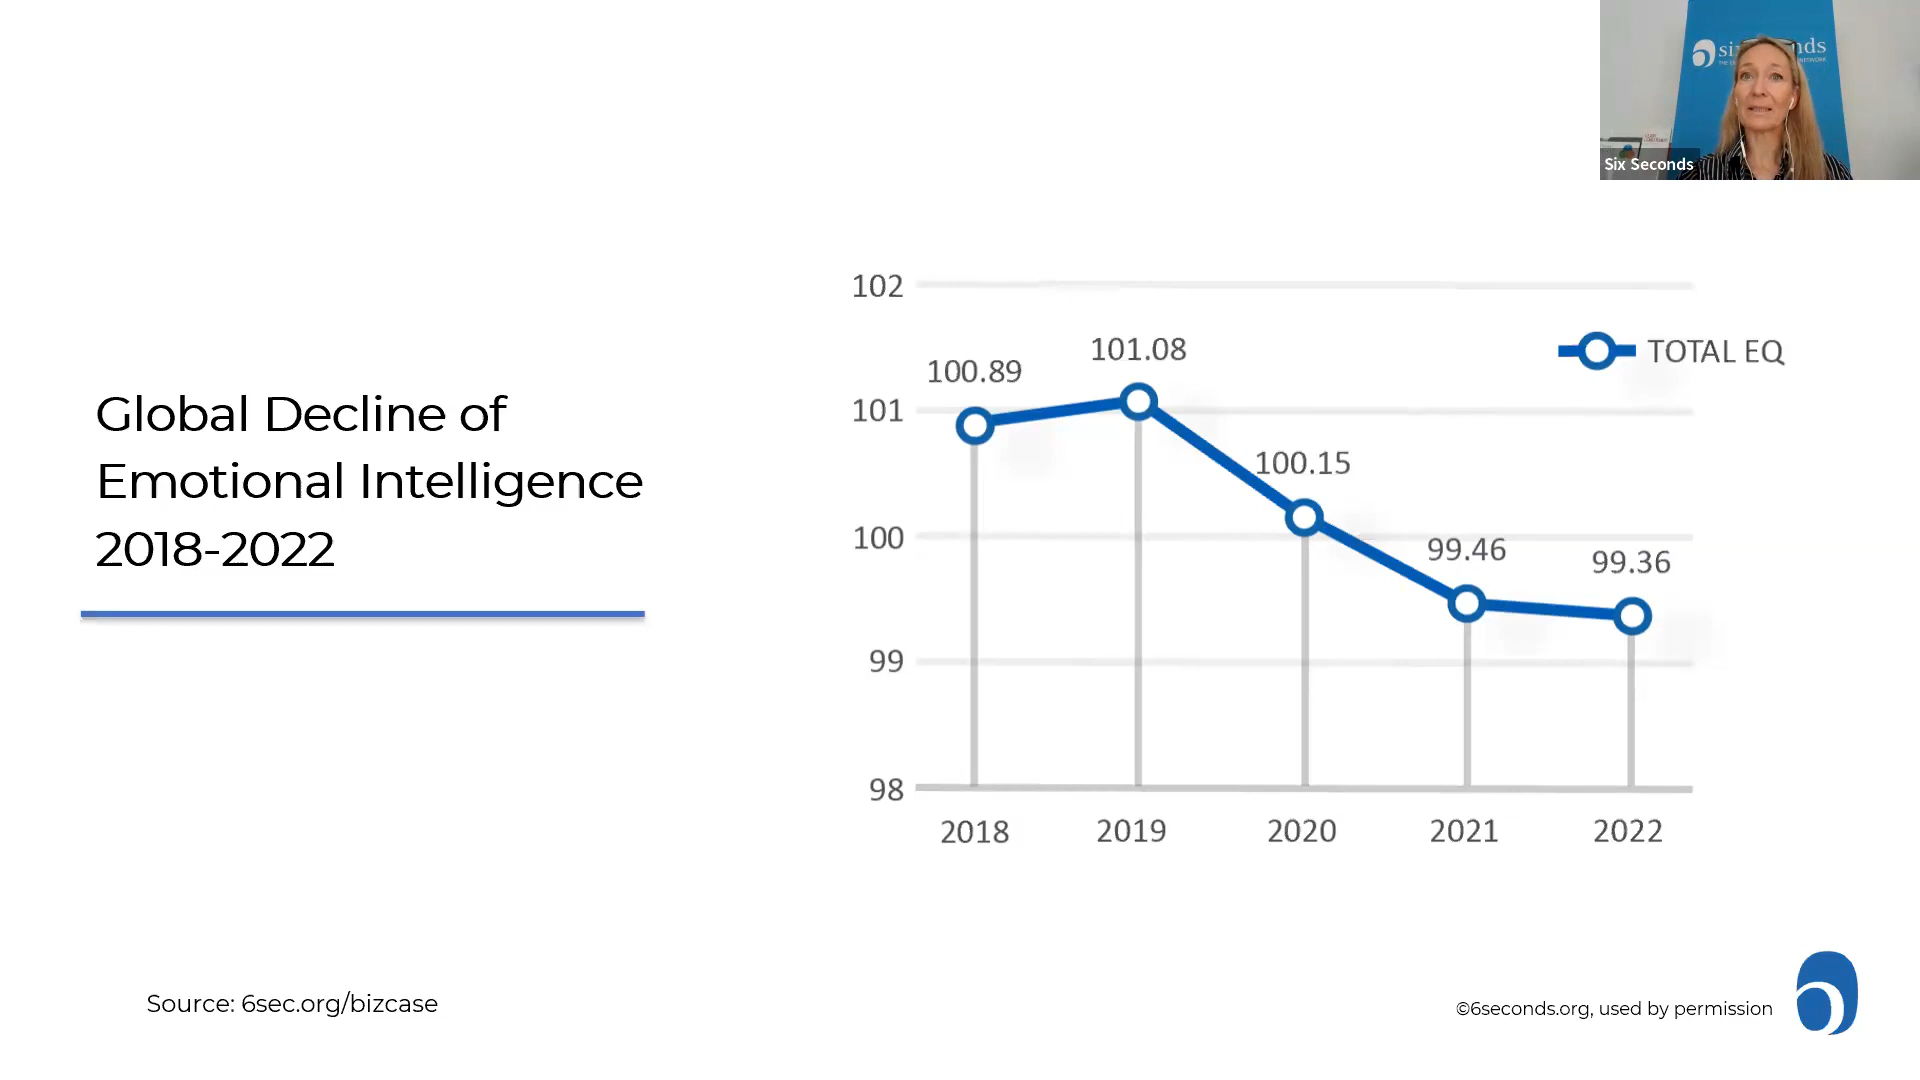 Six Seconds
Global Decline of
Emotional Intelligence
2018-2022
102
101
100
99
98
100.89
101.08
100.15
99.46
99.36
TOTAL EQ
2018
2019
2020
2021
2022
Source: 6sec.org/bizcase
©6seconds.org, used by permission